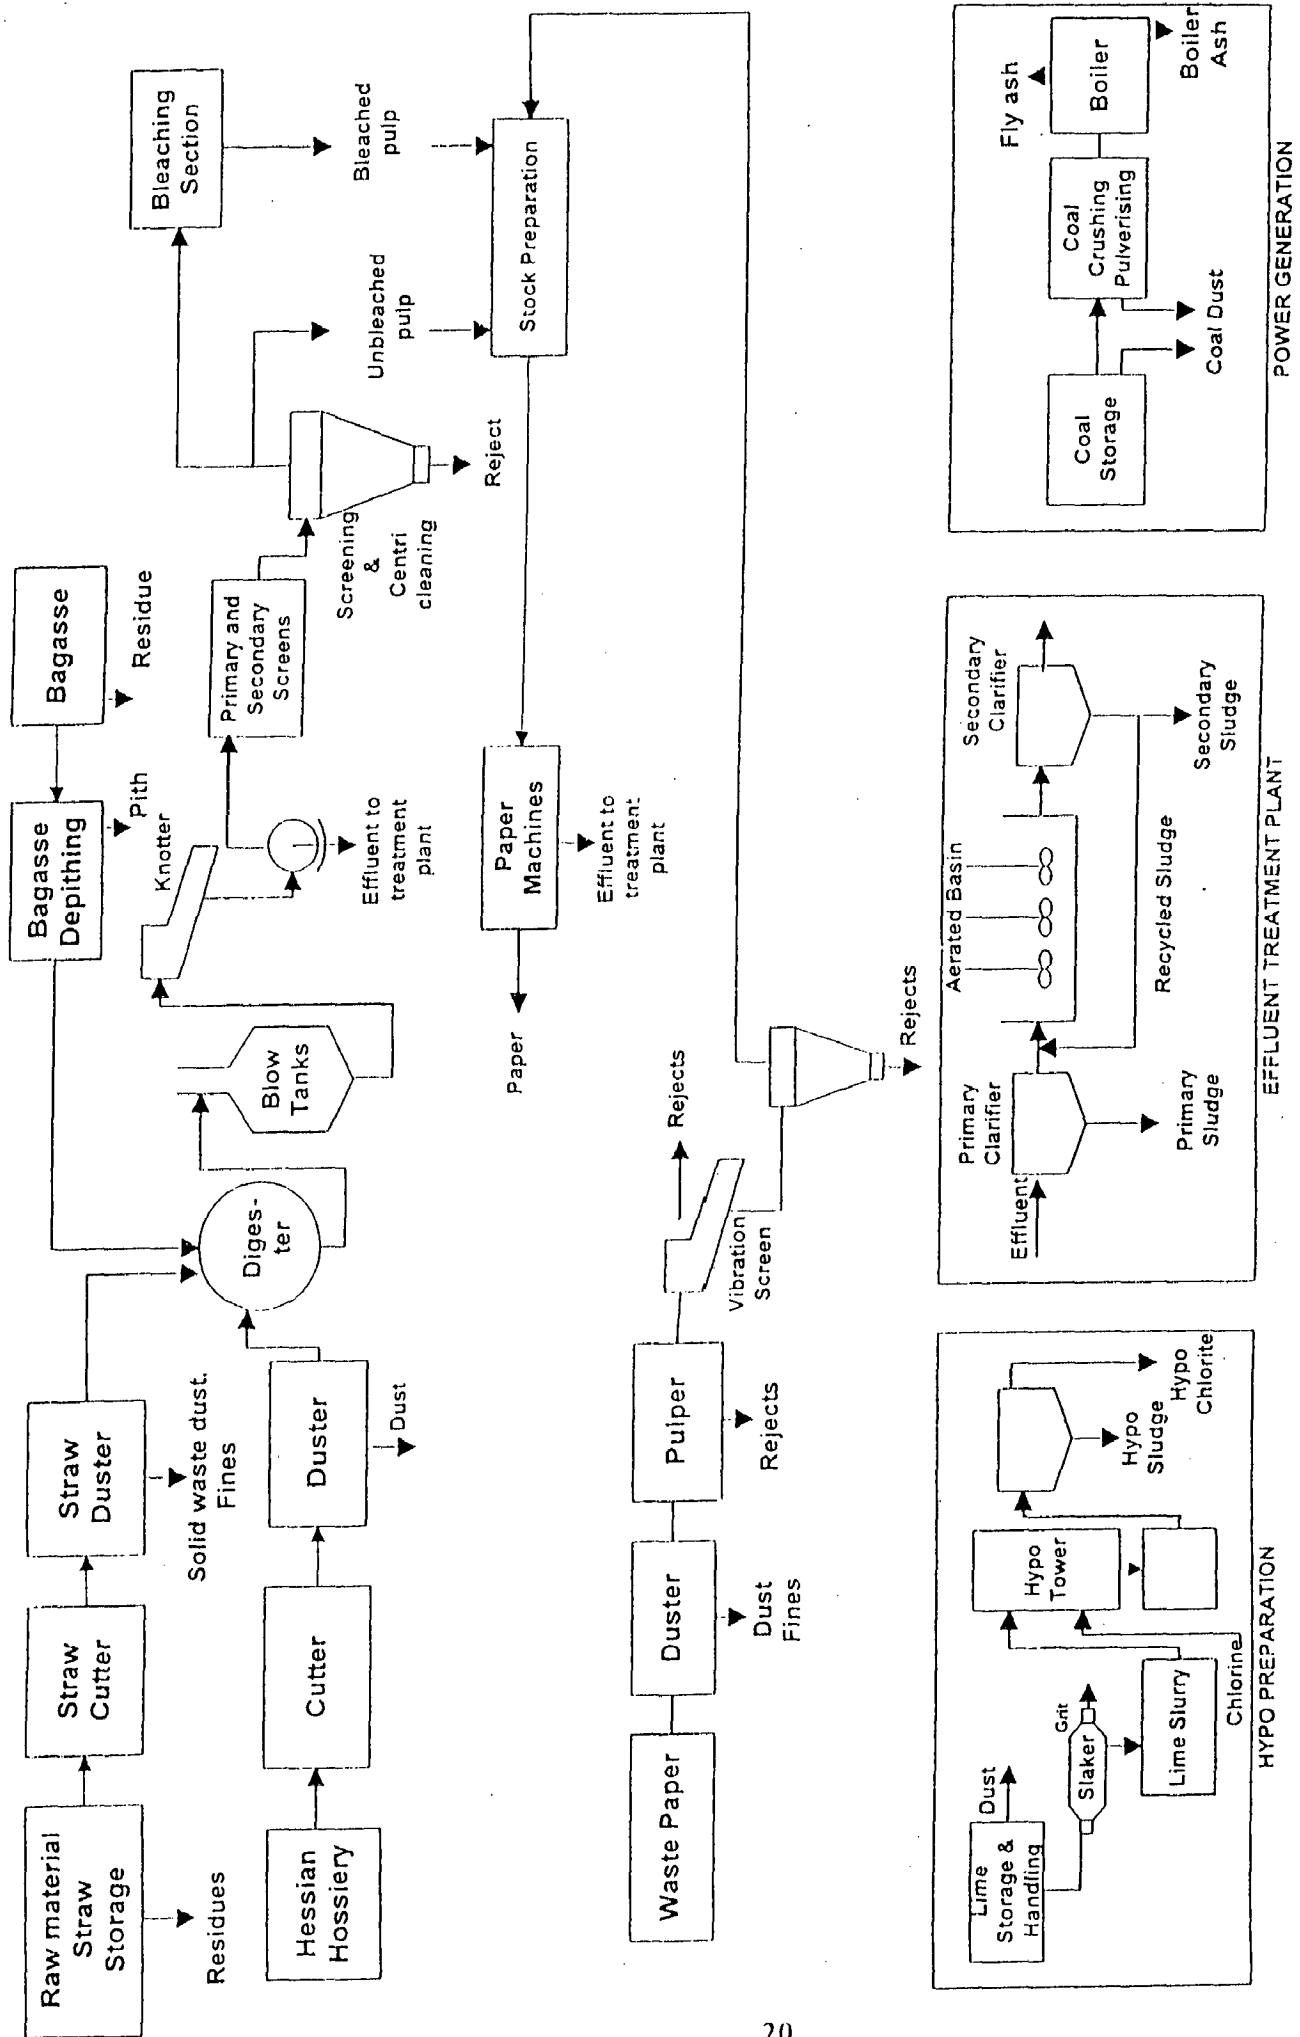 Raw material
Straw
Storage
Residues
Straw
Cutter
Straw
Duster
Solid waste dust.
Fines
Bagasse
Residue
Bagasse
Depithing
Pith
Hessian
Hossiery
Cutter
Duster
Dust
Diges-
ter
Blow
Tanks
Knotter
Effluent to
treatment
plant
Primary and
Secondary
Screens
Screening
&
Centri
cleaning
Reject
Bleaching
Section
Unbleached
pulp
Bleached
pulp
Stock Preparation
Paper
Machines
Effluent to
treatment
plant
Paper
Waste Paper
Duster
Dust
Fines
Pulper
Rejects
Vibration
Screen
Rejects
Rejects
Lime
Storage &
Handling
Dust
Slaker
Grit
Lime Slurry
Chlorine
Hypo
Tower
Hypo
Sludge
Hypo
Chlorite
HYPO PREPARATION
Effluent
Primary
Clarifier
Primary
Sludge
Aerated Basin
Recycled Sludge
Secondary
Clarifier
Secondary
Sludge
EFFLUENT TREATMENT PLANT
Coal
Storage
Coal
Crushing
Pulverising
Coal Dust
Boiler
Fly ash
Boiler
Ash
POWER GENERATION
20